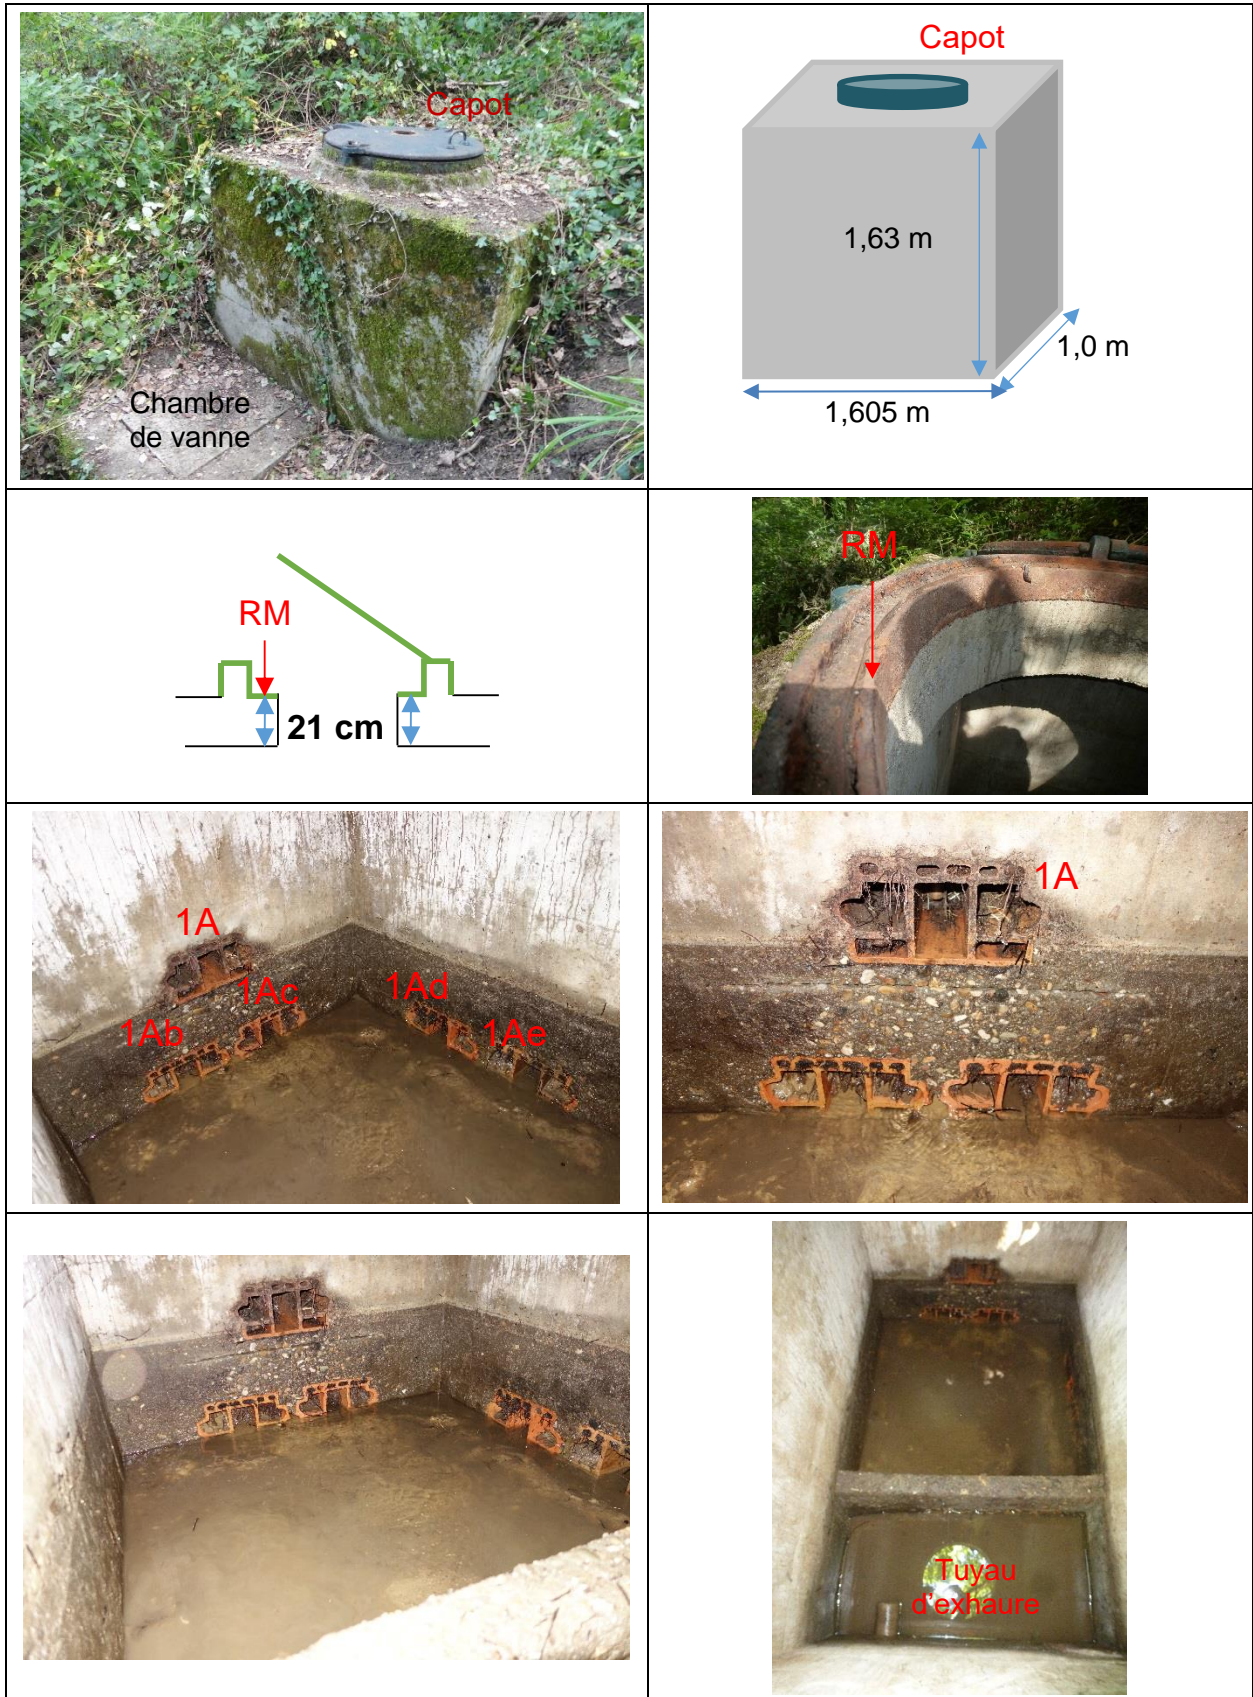 Capot
Chambre
de vanne
Capot
1,63 m
1,0 m
1,605 m
RM
21 cm
RM
1A
1Ac
1Ad
1Ab
1Ae
1A
Tuyau
d'exhaure